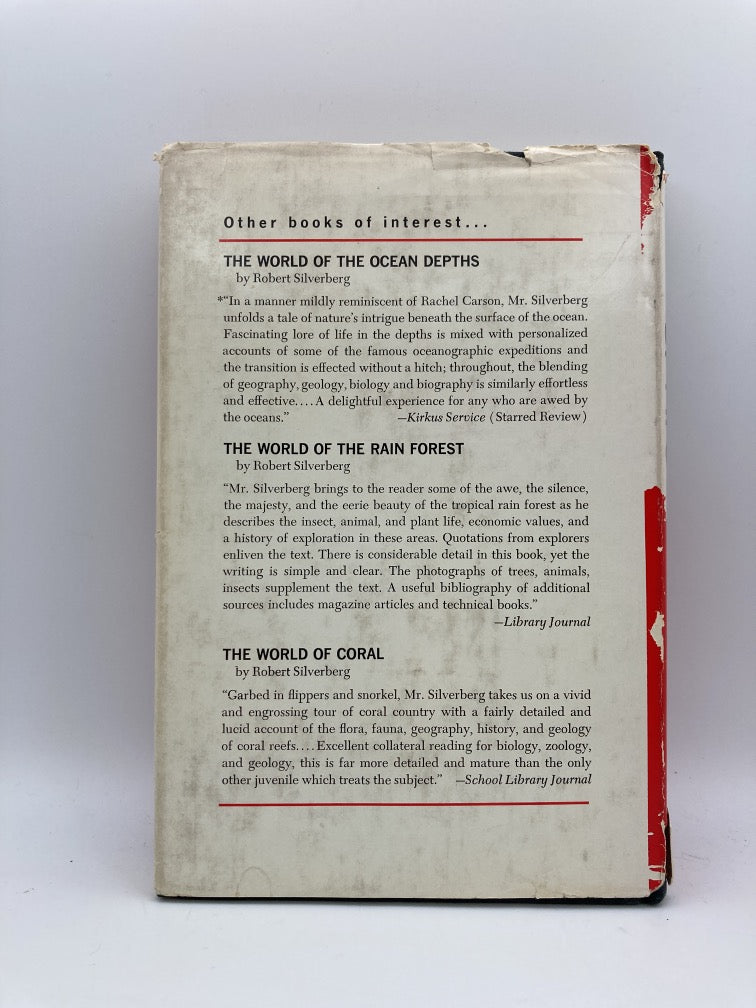 Other books of interest...
THE WORLD OF THE OCEAN DEPTHS
by Robert Silverberg
*“In a manner mildly reminiscent of Rachel Carson, Mr. Silverberg
unfolds a tale of nature’s intrigue beneath the surface of the ocean.
Fascinating lore of life in the depths is mixed with personalized
accounts of some of the famous oceanographic expeditions and
the transition is effected without a hitch; throughout, the blending
of geography, geology, biology and biography is similarly effortless
and effective....A delightful experience for any who are awed by
the oceans.” —Kirkus Service (Starred Review)
THE WORLD OF THE RAIN FOREST
by Robert Silverberg
“Mr. Silverberg brings to the reader some of the awe, the silence,
the majesty, and the eerie beauty of the tropical rain forest as he
describes the insect, animal, and plant life, economic values, and
a history of exploration in these areas. Quotations from explorers
enliven the text. There is considerable detail in this book, yet the
writing is simple and clear. The photographs of trees, animals,
insects supplement the text. A useful bibliography of additional
sources includes magazine articles and technical books.”
—Library Journal
THE WORLD OF CORAL
by Robert Silverberg
“Garbed in flippers and snorkel, Mr. Silverberg takes us on a vivid
and engrossing tour of coral country with a fairly detailed and
lucid account of the flora, fauna, geography, history, and geology
of coral reefs....Excellent collateral reading for biology, zoology,
and geology, this is far more detailed and mature than the only
other juvenile which treats the subject.” —School Library Journal